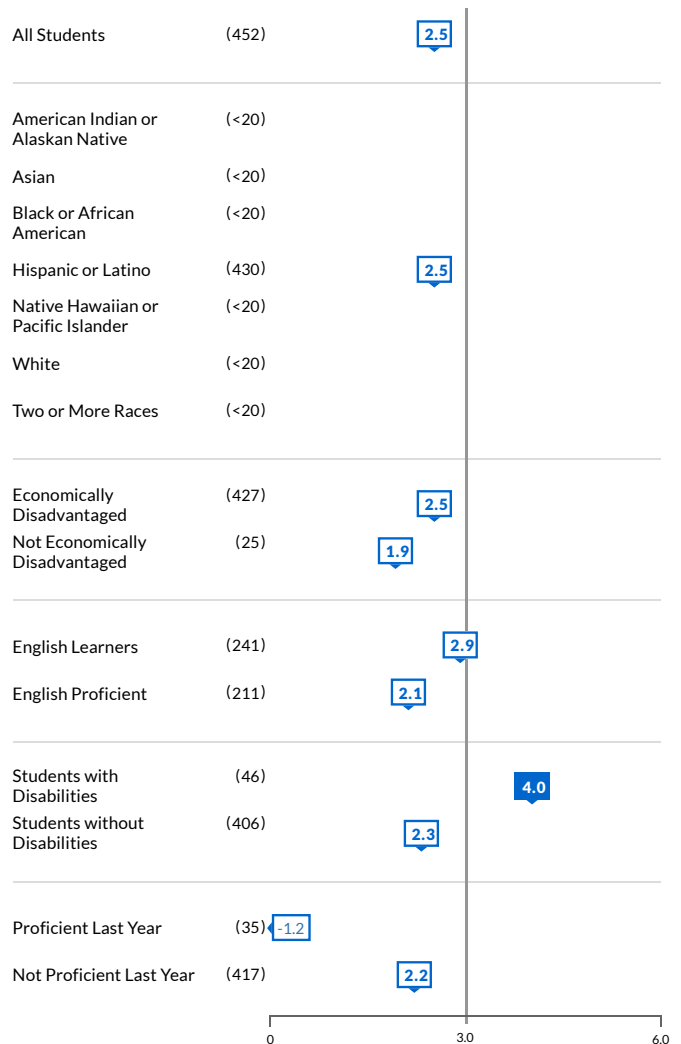 All Students (452) 2.5
American Indian or (<20)
Alaskan Native
Asian (<20)
Black or African (<20)
American
Hispanic or Latino (430) 2.5
Native Hawaiian or (<20)
Pacific Islander
White (<20)
Two or More Races (<20)
Economically (427) 2.5
Disadvantaged
Not Economically (25) 1.9
Disadvantaged
English Learners (241) 2.9
English Proficient (211) 2.1
Students with (46) 4.0
Disabilities
Students without (406) 2.3
Disabilities
Proficient Last Year (35) -1.2
Not Proficient Last Year (417) 2.2
0 3.0 6.0